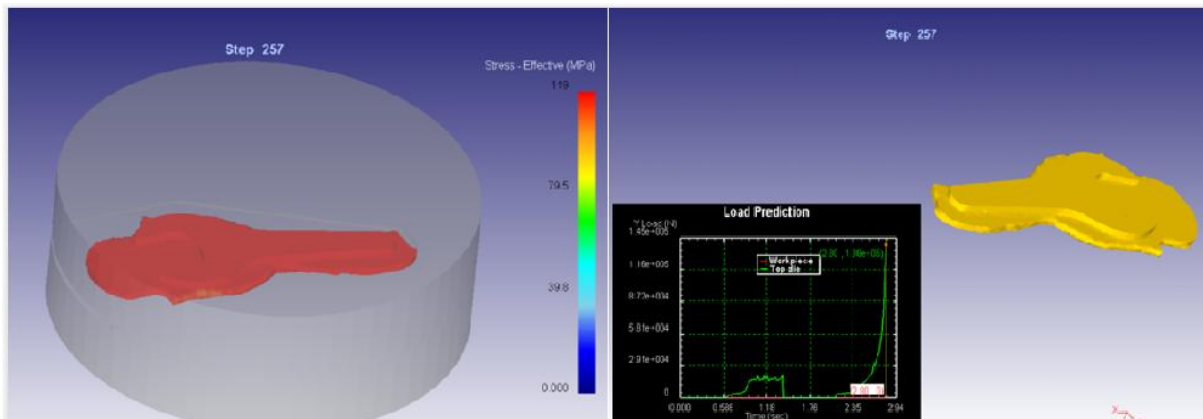 Step 257
Stress - Effective (MPa)
119
79.5
39.8
0.000
Step 257
Load Prediction
Y Load (N)
1.45e+005
1.16e+005
8.72e+004
5.81e+004
2.91e+004
0
Workpiece
Top die
0.000
0.588
1.18
1.76
2.35
2.94
Time (sec)
X